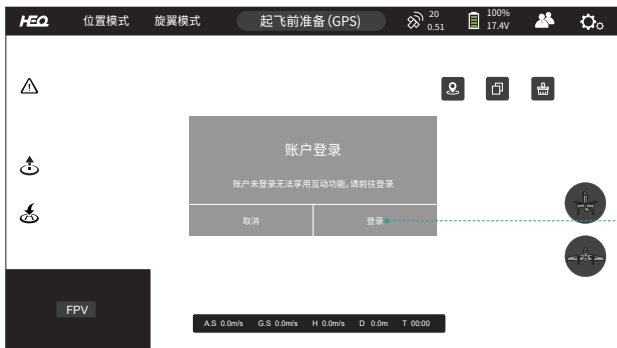 HEQ 位置模式 旋翼模式 起飞前准备(GPS) 20 0.51 100% 17.4V
账户登录
账户未登录无法享用互动功能,请前往登录
取消 登录
FPV
A.S 0.0m/s G.S 0.0m/s H 0.0m/s D 0.0m T 00:00